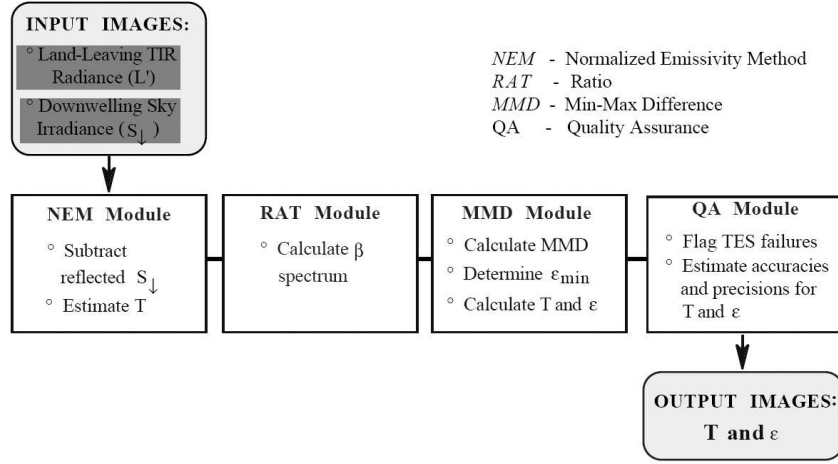 INPUT IMAGES:
° Land-Leaving TIR
Radiance (L')
° Downwelling Sky
Irradiance ( S↓ )
NEM - Normalized Emissivity Method
RAT - Ratio
MMD - Min-Max Difference
QA - Quality Assurance
NEM Module
° Subtract
reflected S↓
° Estimate T
RAT Module
° Calculate β
spectrum
MMD Module
° Calculate MMD
° Determine εmin
° Calculate T and ε
QA Module
° Flag TES failures
° Estimate accuracies
and precisions for
T and ε
OUTPUT IMAGES:
T and ε